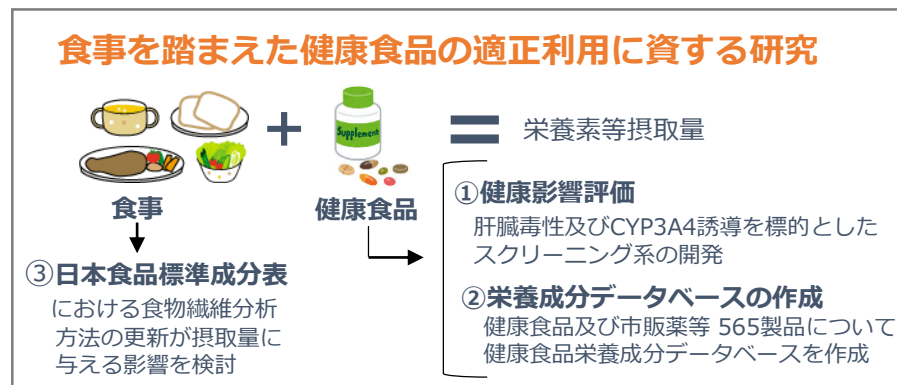 食事を踏まえた健康食品の適正利用に資する研究
+
Supplement
=
栄養素等摂取量
食事
健康食品
①健康影響評価
肝臓毒性及びCYP3A4誘導を標的とした
スクリーニング系の開発
②栄養成分データベースの作成
健康食品及び市販薬等 565製品について
健康食品栄養成分データベースを作成
③日本食品標準成分表
における食物繊維分析
方法の更新が摂取量に
与える影響を検討